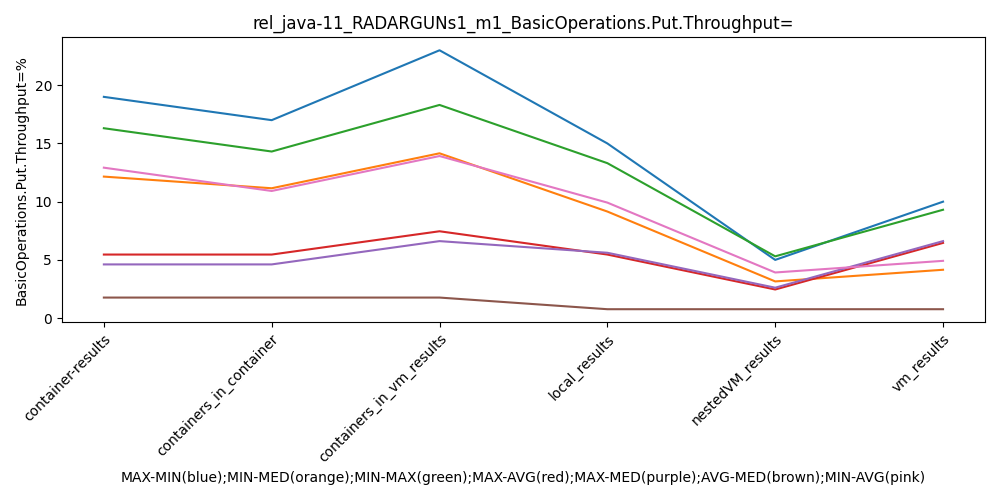 rel_java-11_RADARGUNs1_m1_BasicOperations.Put.Throughput=
BasicOperations.Put.Throughput=%
20
15
10
5
0
container-results
containers_in_container
containers_in_vm_results
local_results
nestedVM_results
vm_results
MAX-MIN(blue);MIN-MED(orange);MIN-MAX(green);MAX-AVG(red);MAX-MED(purple);AVG-MED(brown);MIN-AVG(pink)